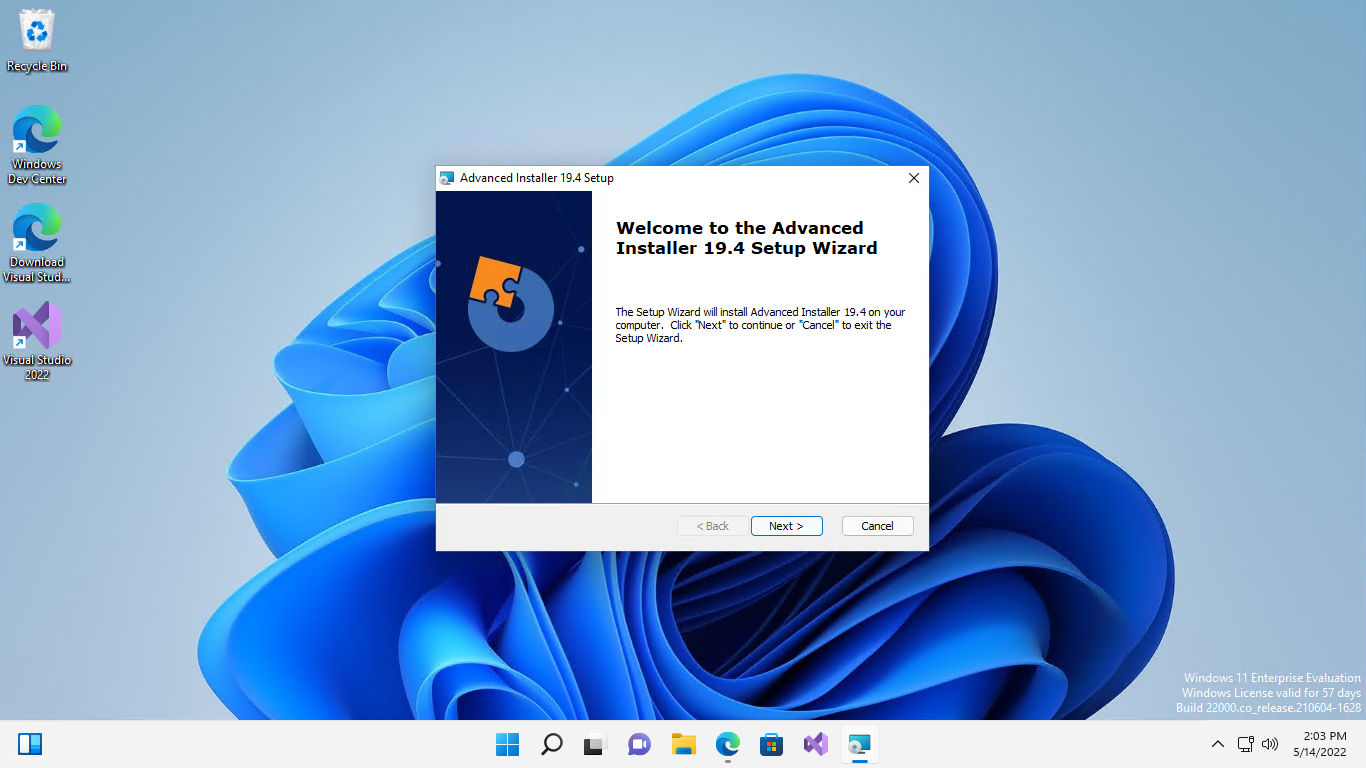 Recycle Bin
Windows
Dev Center
Download
Visual Stud...
Visual Studio
2022
Advanced Installer 19.4 Setup
Welcome to the Advanced
Installer 19.4 Setup Wizard
The Setup Wizard will install Advanced Installer 19.4 on your
computer. Click "Next" to continue or "Cancel" to exit the
Setup Wizard.
< Back
Next >
Cancel
Windows 11 Enterprise Evaluation
Windows License valid for 57 days
Build 22000.co_release.210604-1628
2:03 PM
5/14/2022